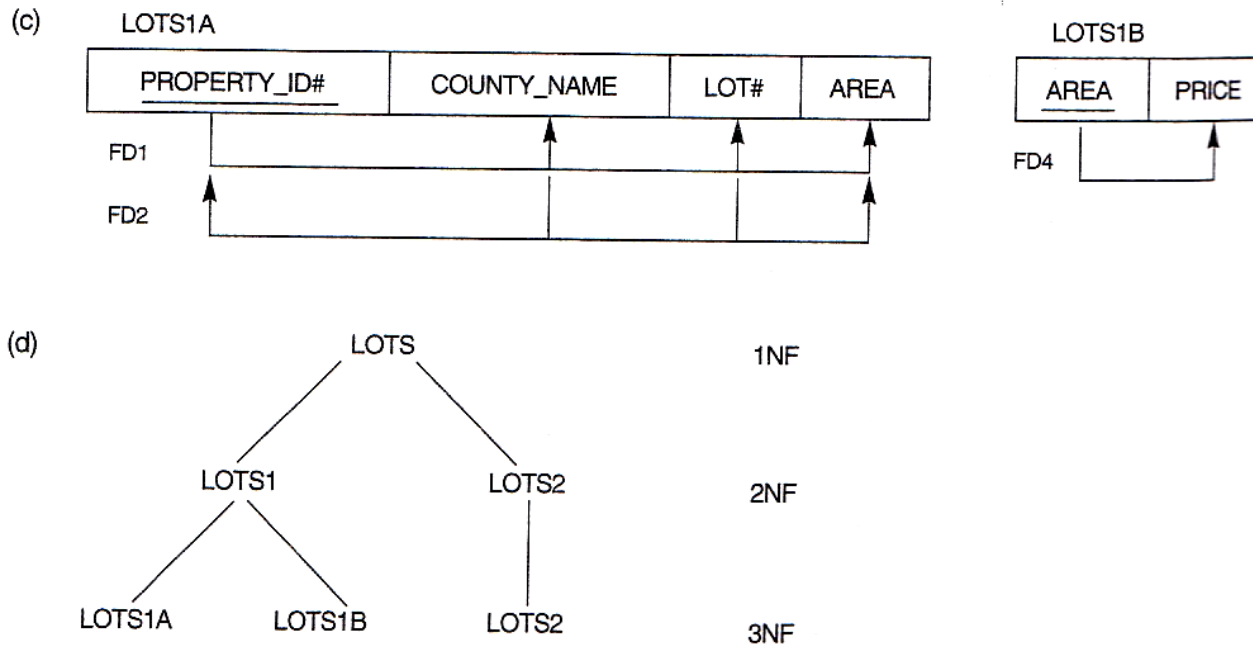 (c)
LOTS1A
PROPERTY_ID# COUNTY_NAME LOT# AREA
FD1
FD2
LOTS1B
AREA PRICE
FD4
(d)
LOTS 1NF
LOTS1 LOTS2 2NF
LOTS1A LOTS1B LOTS2 3NF